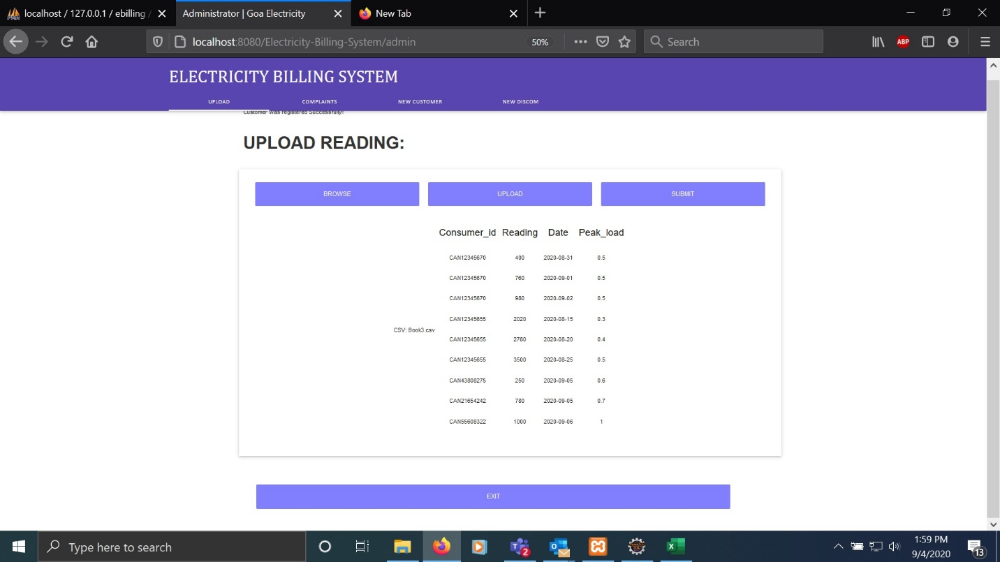 localhost / 127.0.0.1 / ebilling /
Administrator | Goa Electricity
New Tab
localhost:8080/Electricity-Billing-System/admin
50%
Search
ABP
ELECTRICITY BILLING SYSTEM
UPLOAD COMPLAINTS NEW CUSTOMER NEW DISCOM
Customer was registered Successfully!
UPLOAD READING:
BROWSE UPLOAD SUBMIT
Consumer_id Reading Date Peak_load
CAN12345670 400 2020-08-31 0.5
CAN12345670 760 2020-09-01 0.5
CAN12345670 980 2020-09-02 0.5
CAN12345655 2020 2020-08-15 0.3
CSV: Book3.csv
CAN12345655 2780 2020-08-20 0.4
CAN12345655 3500 2020-08-25 0.5
CAN43808275 250 2020-09-05 0.6
CAN21654242 780 2020-09-05 0.7
CAN55608322 1000 2020-09-06 1
EXIT
Type here to search
2
1:59 PM
9/4/2020
13